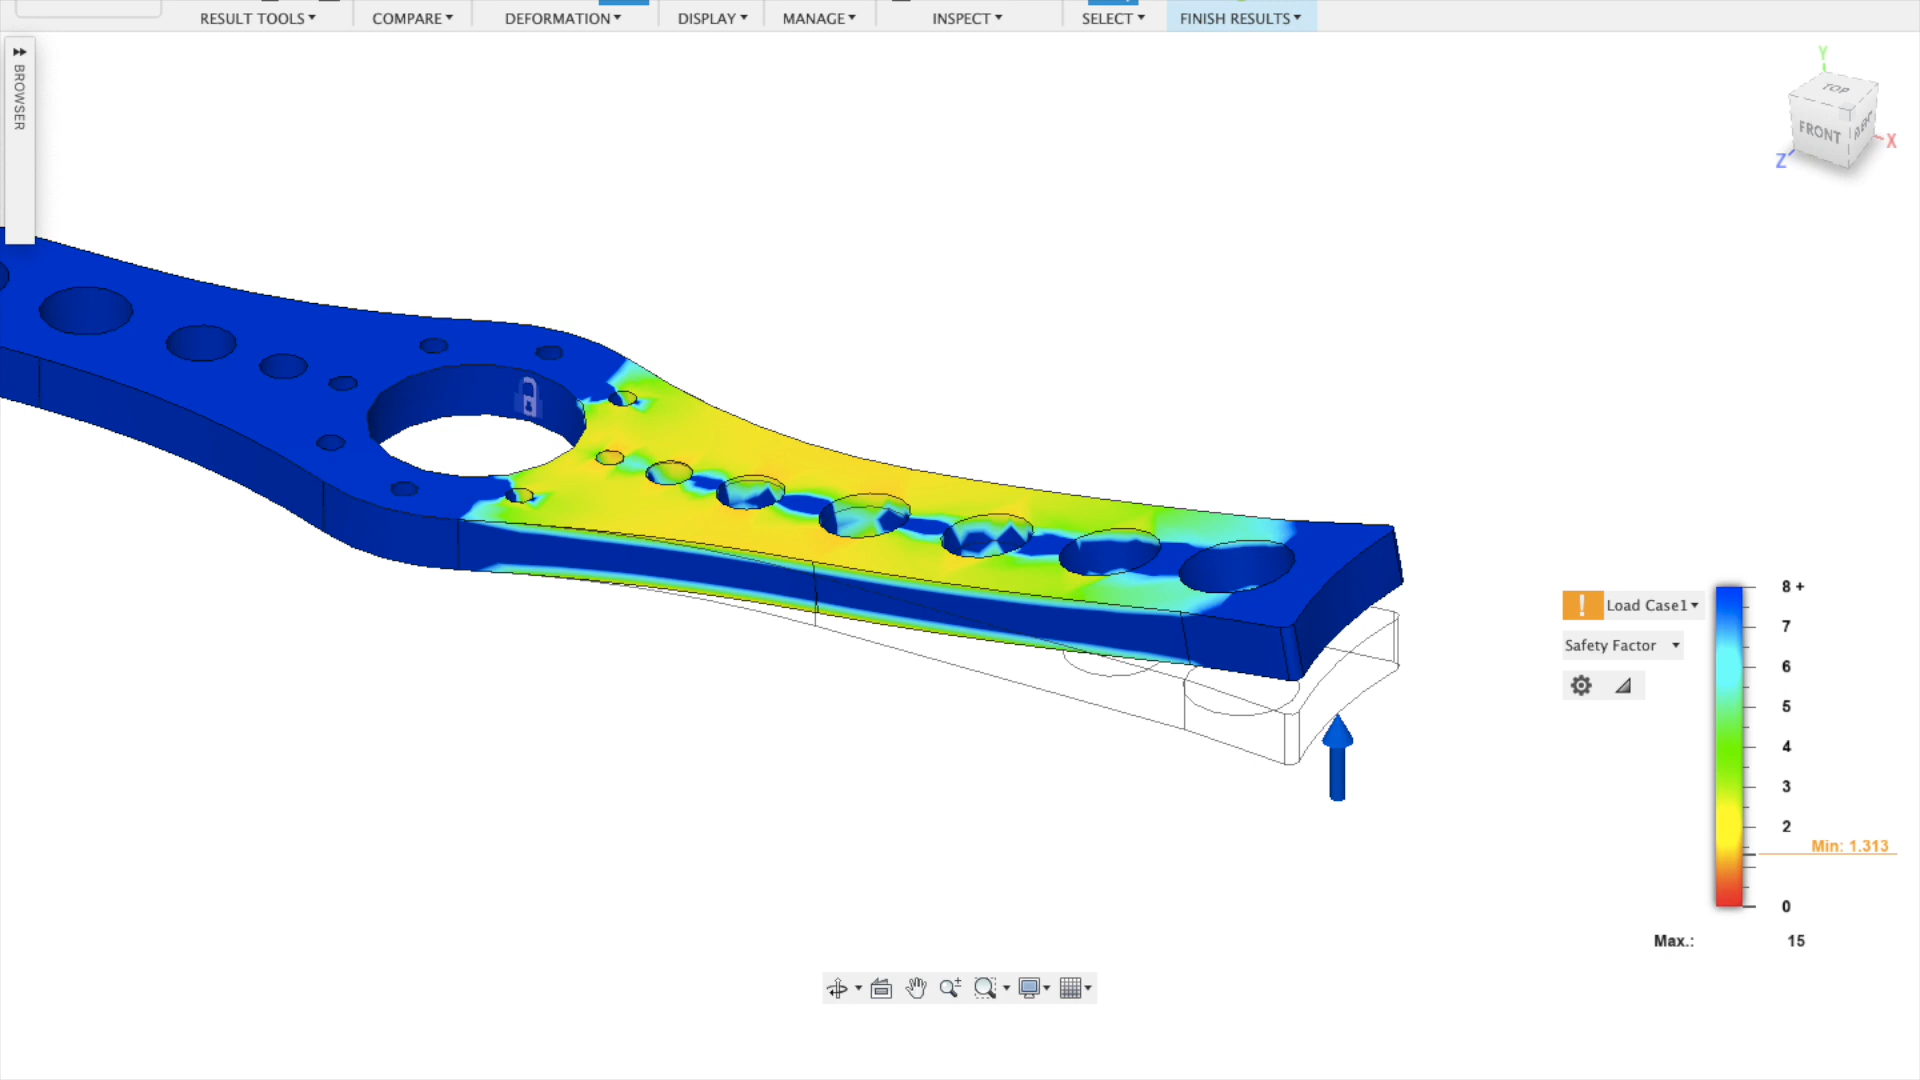 RESULT TOOLS COMPARE DEFORMATION DISPLAY MANAGE INSPECT SELECT FINISH RESULTS
BROWSER
Y
TOP
FRONT
X
Z
Load Case1
Safety Factor
8 +
7
6
5
4
3
2
Min: 1.313
0
Max.: 15